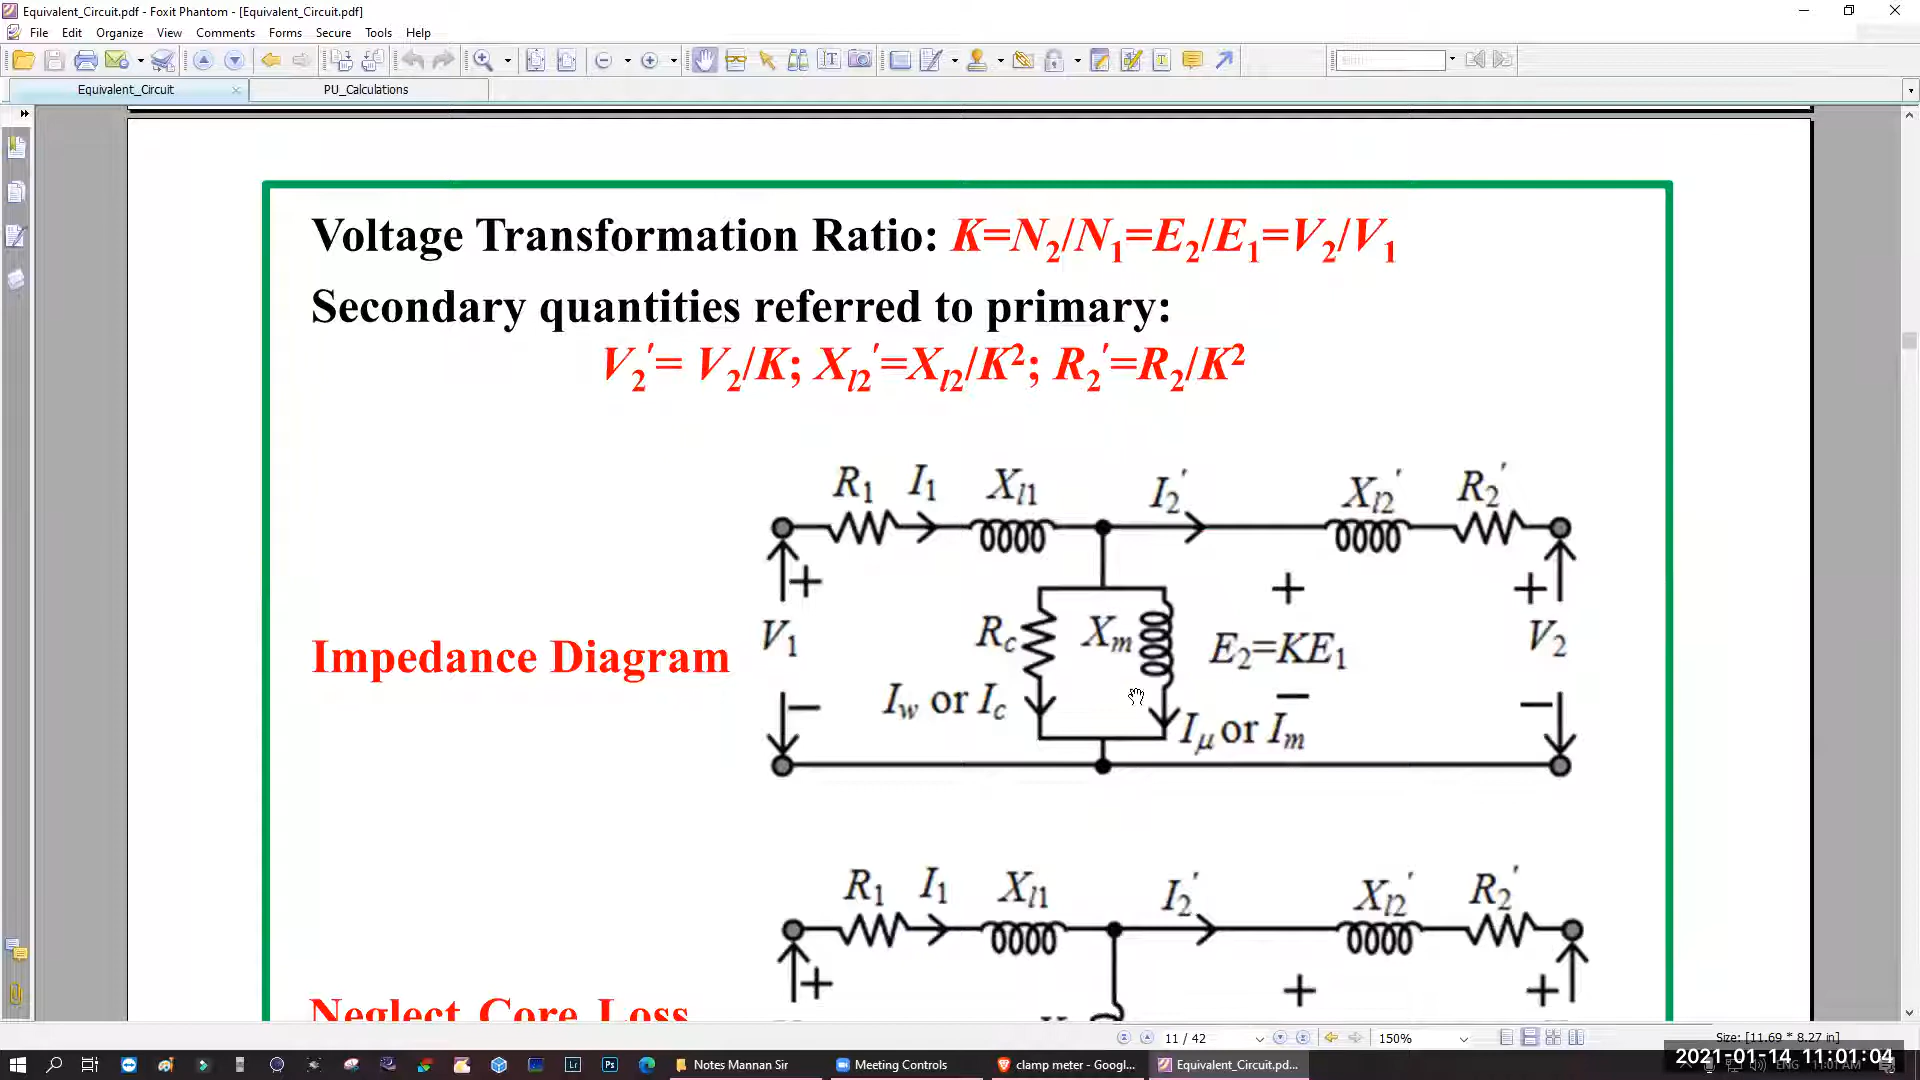 Equivalent_Circuit.pdf - Foxit Phantom - [Equivalent_Circuit.pdf]
File Edit Organize View Comments Forms Secure Tools Help
Equivalent_Circuit
PU_Calculations
Voltage Transformation Ratio: K=N2/N1=E2/E1=V2/V1
Secondary quantities referred to primary:
V2′= V2/K; Xl2′=Xl2/K²; R2′=R2/K²
R1 I1 Xl1 I2′ Xl2′ R2′
+ + +
V1 Rc Xm E2=KE1 V2
Impedance Diagram
Iw or Ic Iμ or Im
− − −
R1 I1 Xl1 I2′ Xl2′ R2′
+ + +
Neglect Core Loss
11 / 42
150%
Size: [11.69 * 8.27 in]
Notes Mannan Sir
Meeting Controls
clamp meter - Googl...
Equivalent_Circuit.pd...
2021-01-14 11:01:04